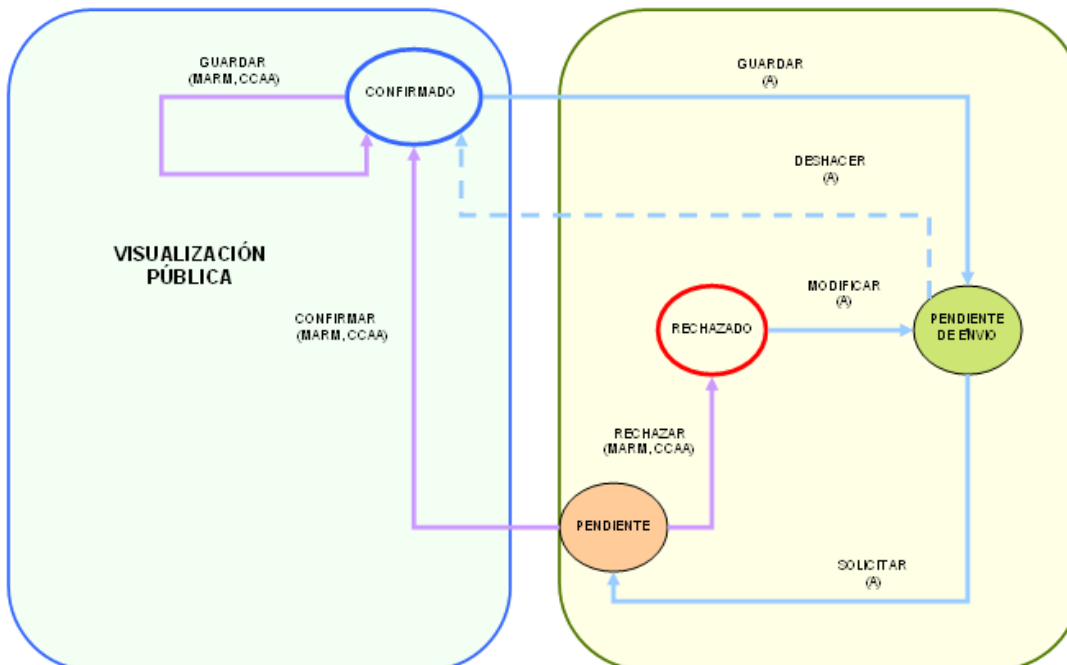 GUARDAR
(MARM, CCAA)
CONFIRMADO
GUARDAR
(A)
DESHACER
(A)
VISUALIZACIÓN
PÚBLICA
MODIFICAR
(A)
CONFIRMAR
(MARM, CCAA)
RECHAZADO
PENDIENTE
DE ENVIO
RECHAZAR
(MARM, CCAA)
PENDIENTE
SOLICITAR
(A)